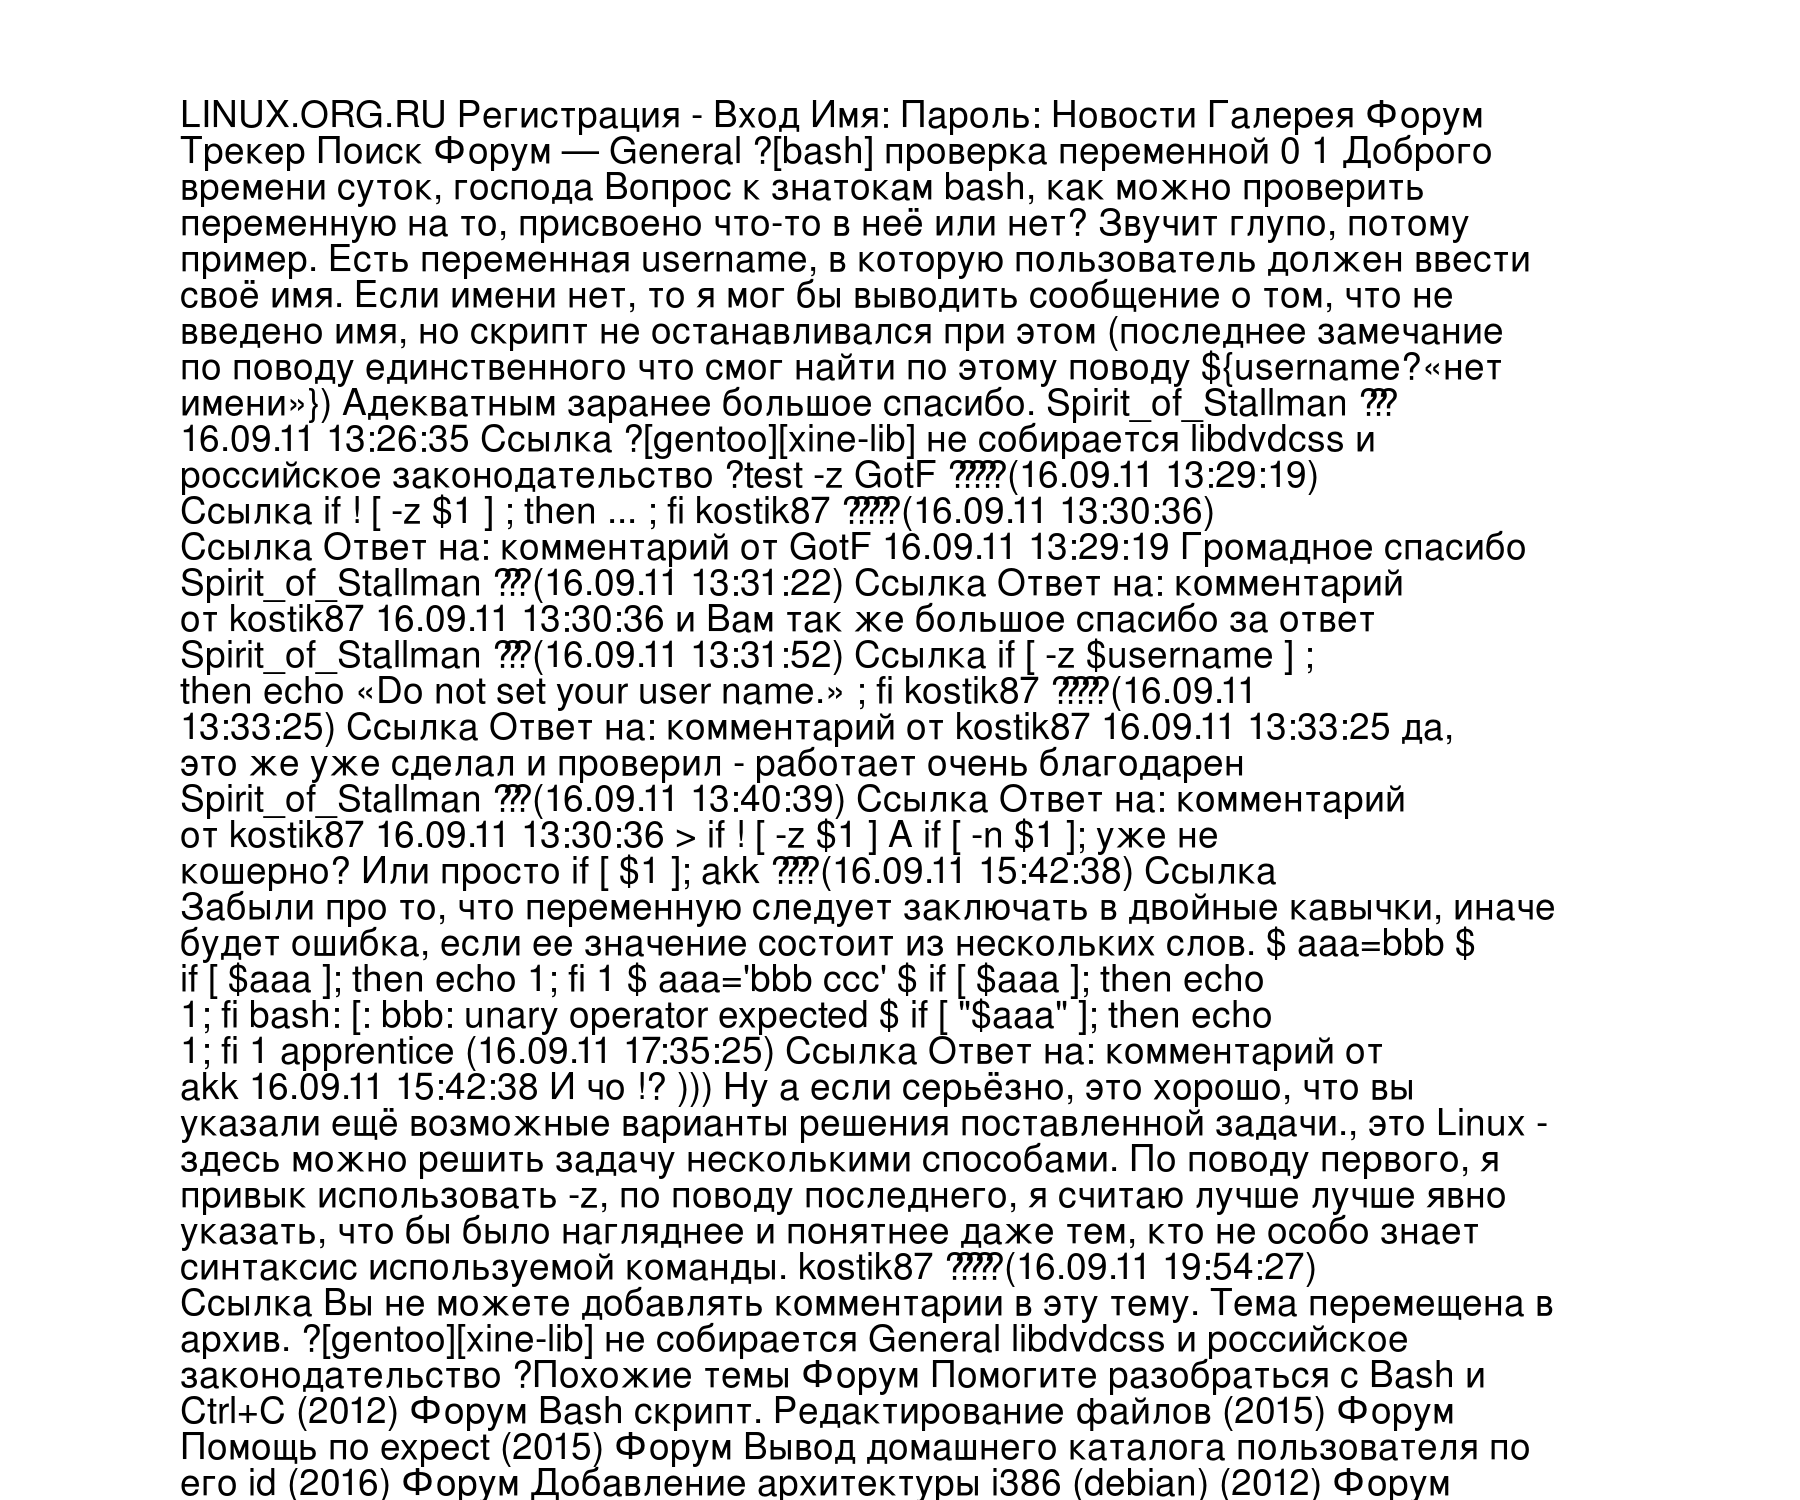 LINUX.ORG.RU Регистрация - Вход Имя: Пароль: Новости Галерея Форум
Трекер Поиск Форум — General ?[bash] проверка переменной 0 1 Доброго
времени суток, господа Вопрос к знатокам bash, как можно проверить
переменную на то, присвоено что-то в неё или нет? Звучит глупо, потому
пример. Есть переменная username, в которую пользователь должен ввести
своё имя. Если имени нет, то я мог бы выводить сообщение о том, что не
введено имя, но скрипт не останавливался при этом (последнее замечание
по поводу единственного что смог найти по этому поводу ${username?«нет
имени»}) Адекватным заранее большое спасибо. Spirit_of_Stallman ???
16.09.11 13:26:35 Ссылка ?[gentoo][xine-lib] не собирается libdvdcss и
российское законодательство ?test -z GotF ?????(16.09.11 13:29:19)
Ссылка if ! [ -z $1 ] ; then ... ; fi kostik87 ?????(16.09.11 13:30:36)
Ссылка Ответ на: комментарий от GotF 16.09.11 13:29:19 Громадное спасибо
Spirit_of_Stallman ???(16.09.11 13:31:22) Ссылка Ответ на: комментарий
от kostik87 16.09.11 13:30:36 и Вам так же большое спасибо за ответ
Spirit_of_Stallman ???(16.09.11 13:31:52) Ссылка if [ -z $username ] ;
then echo «Do not set your user name.» ; fi kostik87 ?????(16.09.11
13:33:25) Ссылка Ответ на: комментарий от kostik87 16.09.11 13:33:25 да,
это же уже сделал и проверил - работает очень благодарен
Spirit_of_Stallman ???(16.09.11 13:40:39) Ссылка Ответ на: комментарий
от kostik87 16.09.11 13:30:36 > if ! [ -z $1 ] А if [ -n $1 ]; уже не
кошерно? Или просто if [ $1 ]; akk ????(16.09.11 15:42:38) Ссылка
Забыли про то, что переменную следует заключать в двойные кавычки, иначе
будет ошибка, если ее значение состоит из нескольких слов. $ aaa=bbb $
if [ $aaa ]; then echo 1; fi 1 $ aaa='bbb ccc' $ if [ $aaa ]; then echo
1; fi bash: [: bbb: unary operator expected $ if [ "$aaa" ]; then echo
1; fi 1 apprentice (16.09.11 17:35:25) Ссылка Ответ на: комментарий от
akk 16.09.11 15:42:38 И чо !? ))) Ну а если серьёзно, это хорошо, что вы
указали ещё возможные варианты решения поставленной задачи., это Linux -
здесь можно решить задачу несколькими способами. По поводу первого, я
привык использовать -z, по поводу последнего, я считаю лучше лучше явно
указать, что бы было нагляднее и понятнее даже тем, кто не особо знает
синтаксис используемой команды. kostik87 ?????(16.09.11 19:54:27)
Ссылка Вы не можете добавлять комментарии в эту тему. Тема перемещена в
архив. ?[gentoo][xine-lib] не собирается General libdvdcss и российское
законодательство ?Похожие темы Форум Помогите разобраться с Bash и
Ctrl+C (2012) Форум Bash скрипт. Редактирование файлов (2015) Форум
Помощь по expect (2015) Форум Вывод домашнего каталога пользователя по
его id (2016) Форум Добавление архитектуры i386 (debian) (2012) Форум